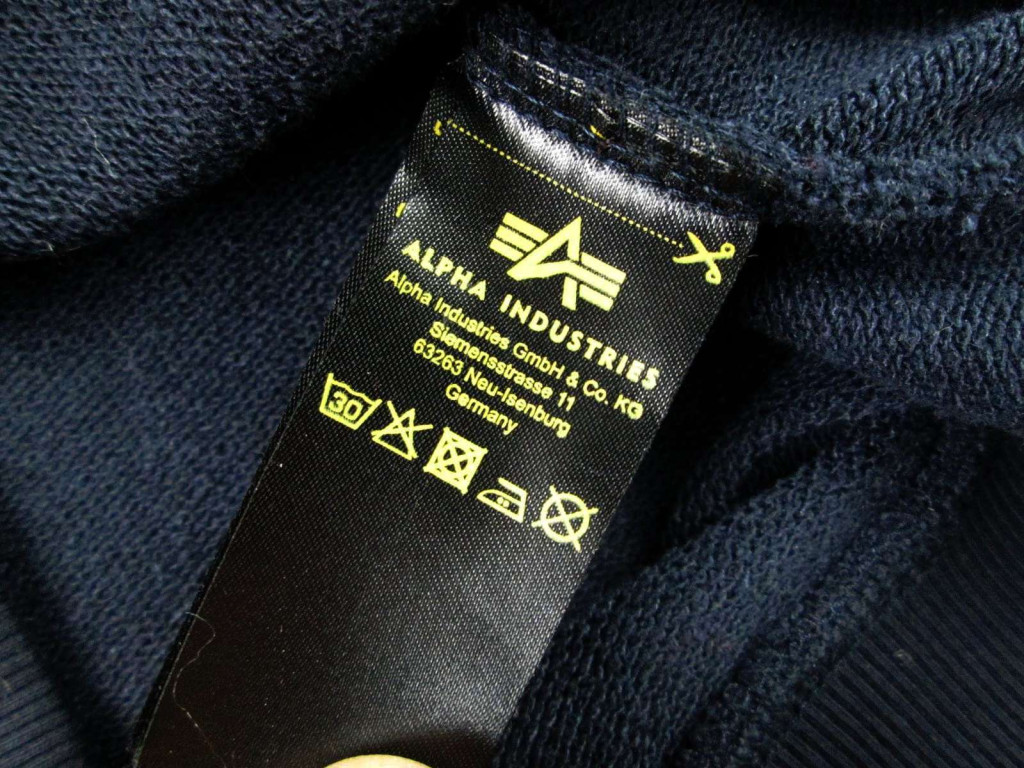 ALPHA INDUSTRIES
Alpha Industries GmbH & Co. KG
Siemensstrasse 11
63263 Neu-Isenburg
Germany
30